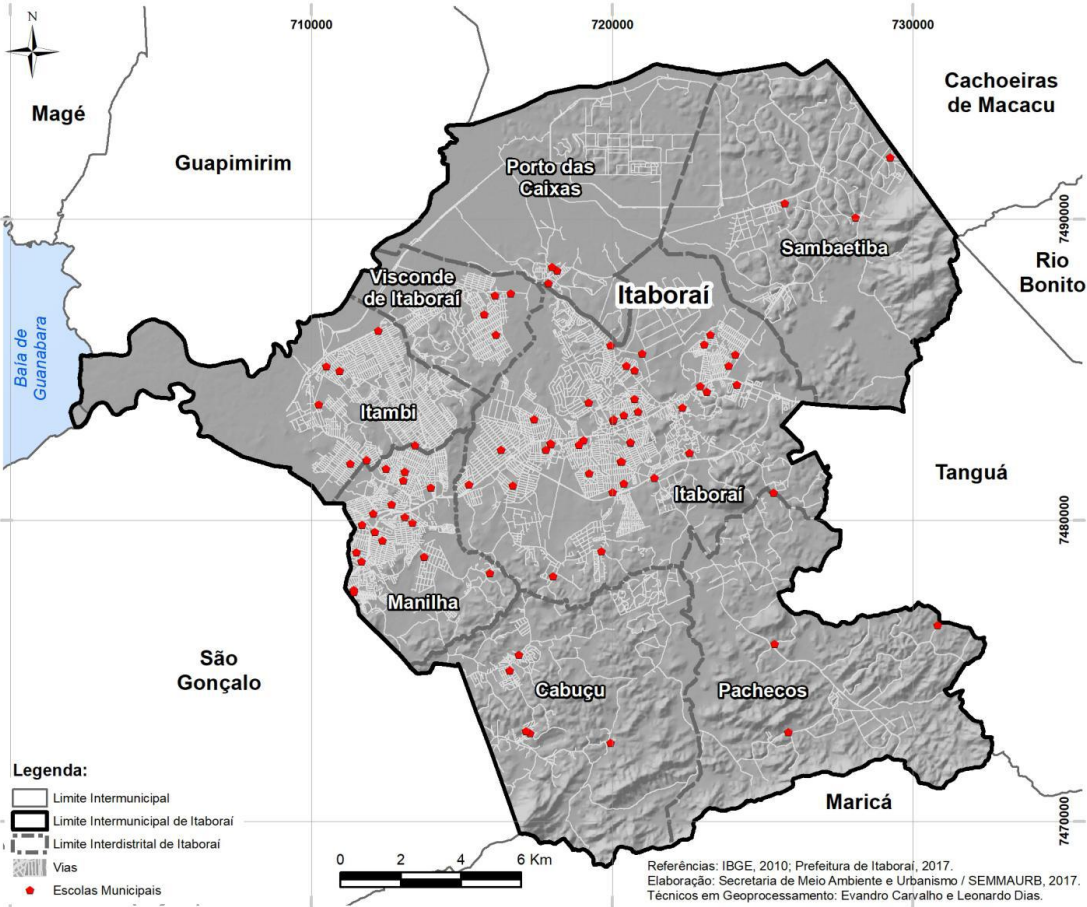 N
710000
720000
730000
Magé
Guapimirim
Cachoeiras
de Macacu
Porto das
Caixas
Sambaetiba
7490000
Rio
Bonito
Visconde
de Itaboraí
Itaboraí
Baia de
Guanabara
Itambi
Tanguá
Itaboraí
7480000
Manilha
São
Gonçalo
Cabuçu
Pachecos
Maricá
7470000
Legenda:
Limite Intermunicipal
Limite Intermunicipal de Itaboraí
Limite Interdistrital de Itaboraí
Vias
Escolas Municipais
0 2 4 6 Km
Referências: IBGE, 2010; Prefeitura de Itaboraí, 2017.
Elaboração: Secretaria de Meio Ambiente e Urbanismo / SEMMAURB, 2017.
Técnicos em Geoprocessamento: Evandro Carvalho e Leonardo Dias.